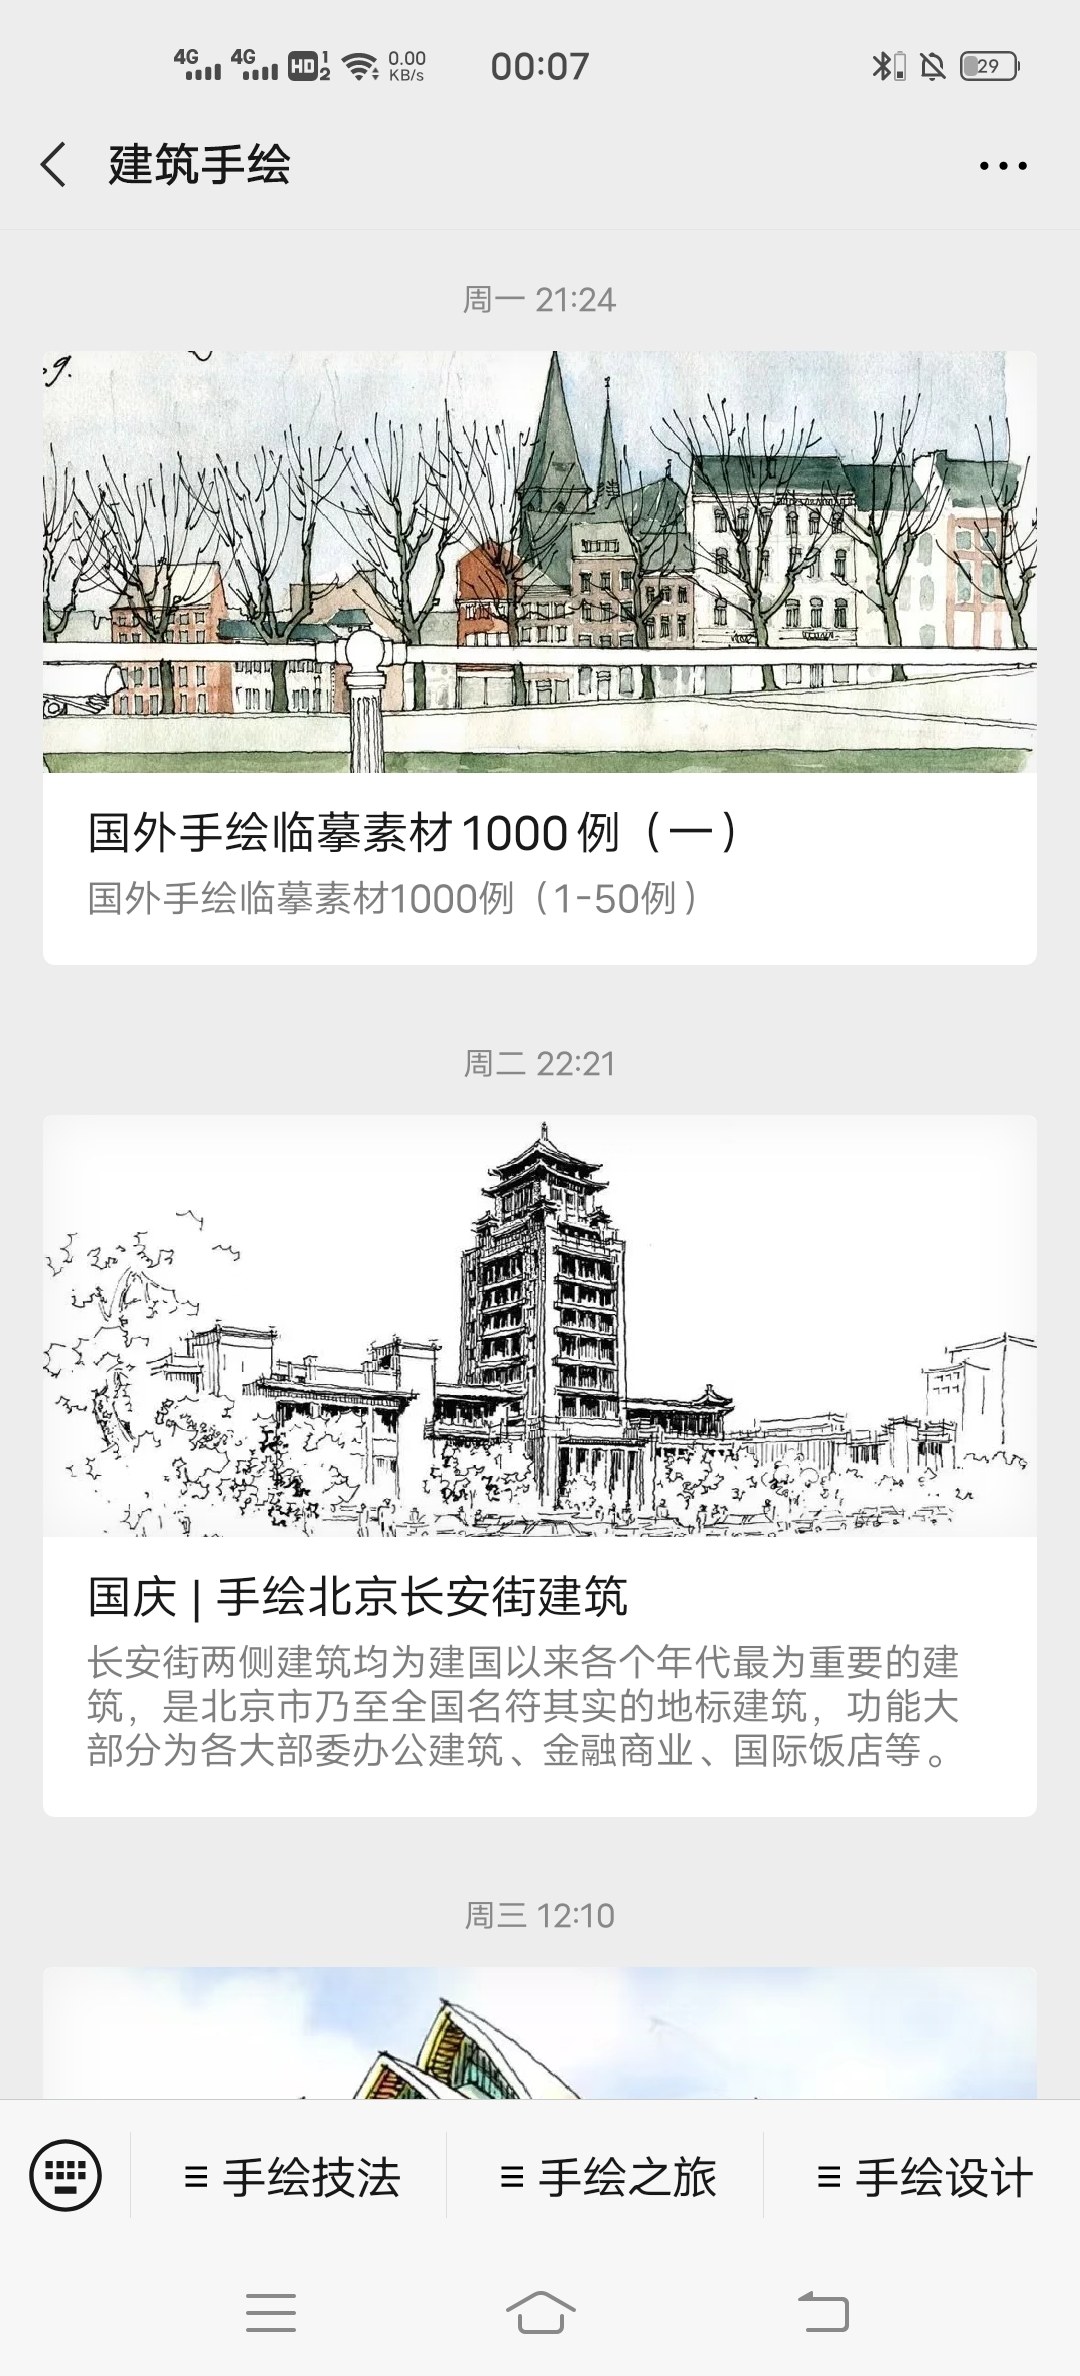 4G 4G HD 1 2 0.00 KB/s 00:07 29
建筑手绘
周一 21:24
9.
国外手绘临摹素材1000例（一）
国外手绘临摹素材1000例（1-50例）
周二 22:21
国庆 | 手绘北京长安街建筑
长安街两侧建筑均为建国以来各个年代最为重要的建
筑，是北京市乃至全国名符其实的地标建筑，功能大
部分为各大部委办公建筑、金融商业、国际饭店等。
周三 12:10
手绘技法 手绘之旅 手绘设计